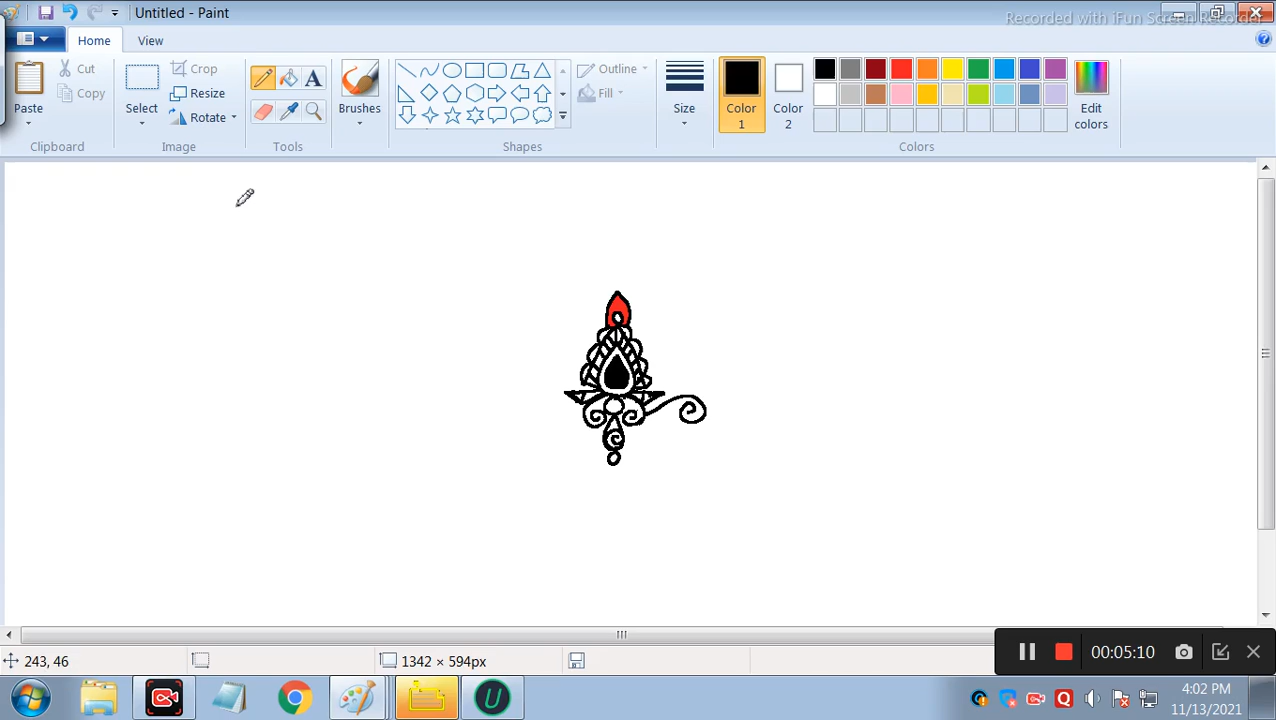 Untitled - Paint
Recorded with iFun Screen Recorder
Home
View
Paste
Cut
Copy
Clipboard
Select
Crop
Resize
Rotate
Image
A
Tools
Brushes
Outline
Fill
Shapes
Size
Color
1
Color
2
Edit
colors
Colors
243, 46
1342 × 594px
00:05:10
U
Q
4:02 PM
11/13/2021